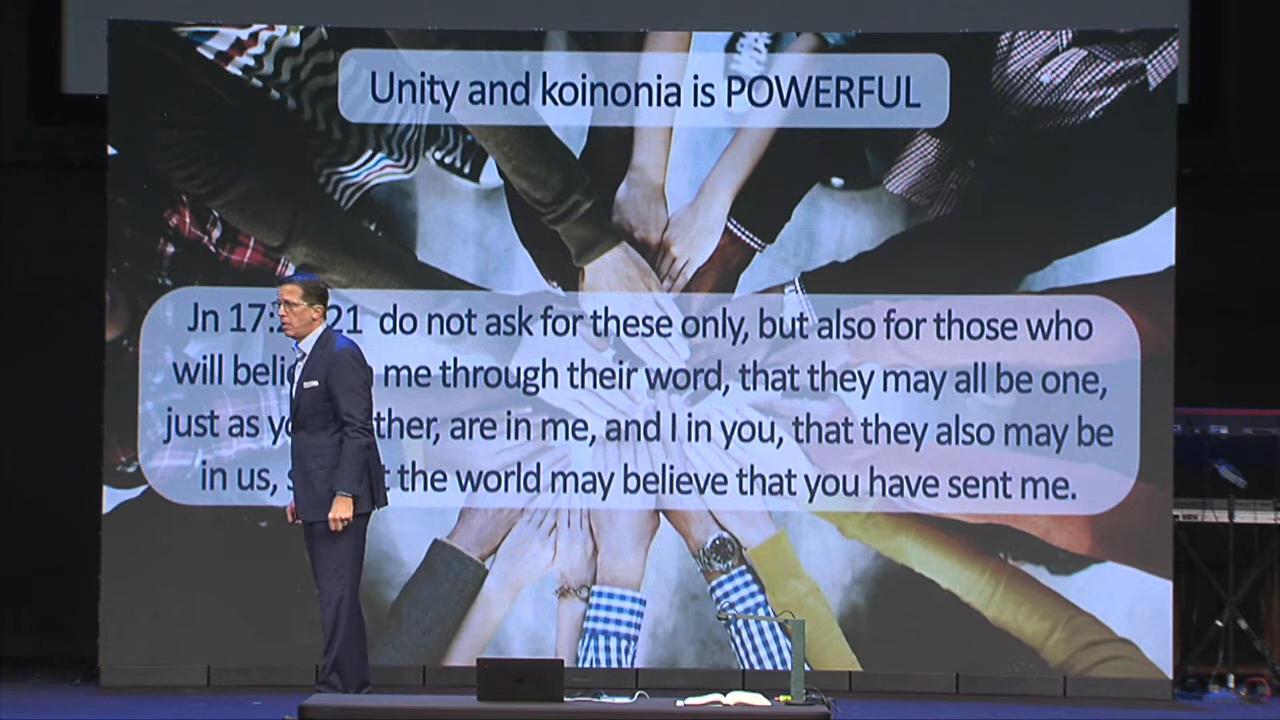 Unity and koinonia is POWERFUL
Jn 17: 21 do not ask for these only, but also for those who
will me through their word, that they may all be one,
just as are in me, and I in you, that they also may be
in us, the world may believe that you have sent me.